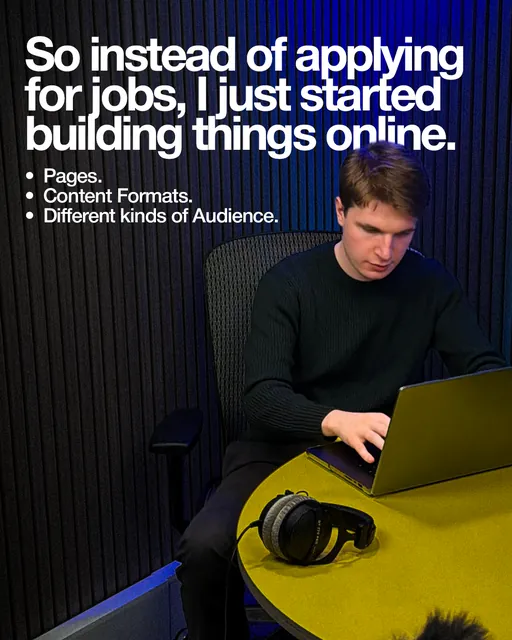 So instead of applying
for jobs, I just started
building things online.
• Pages.
• Content Formats.
• Different kinds of Audience.